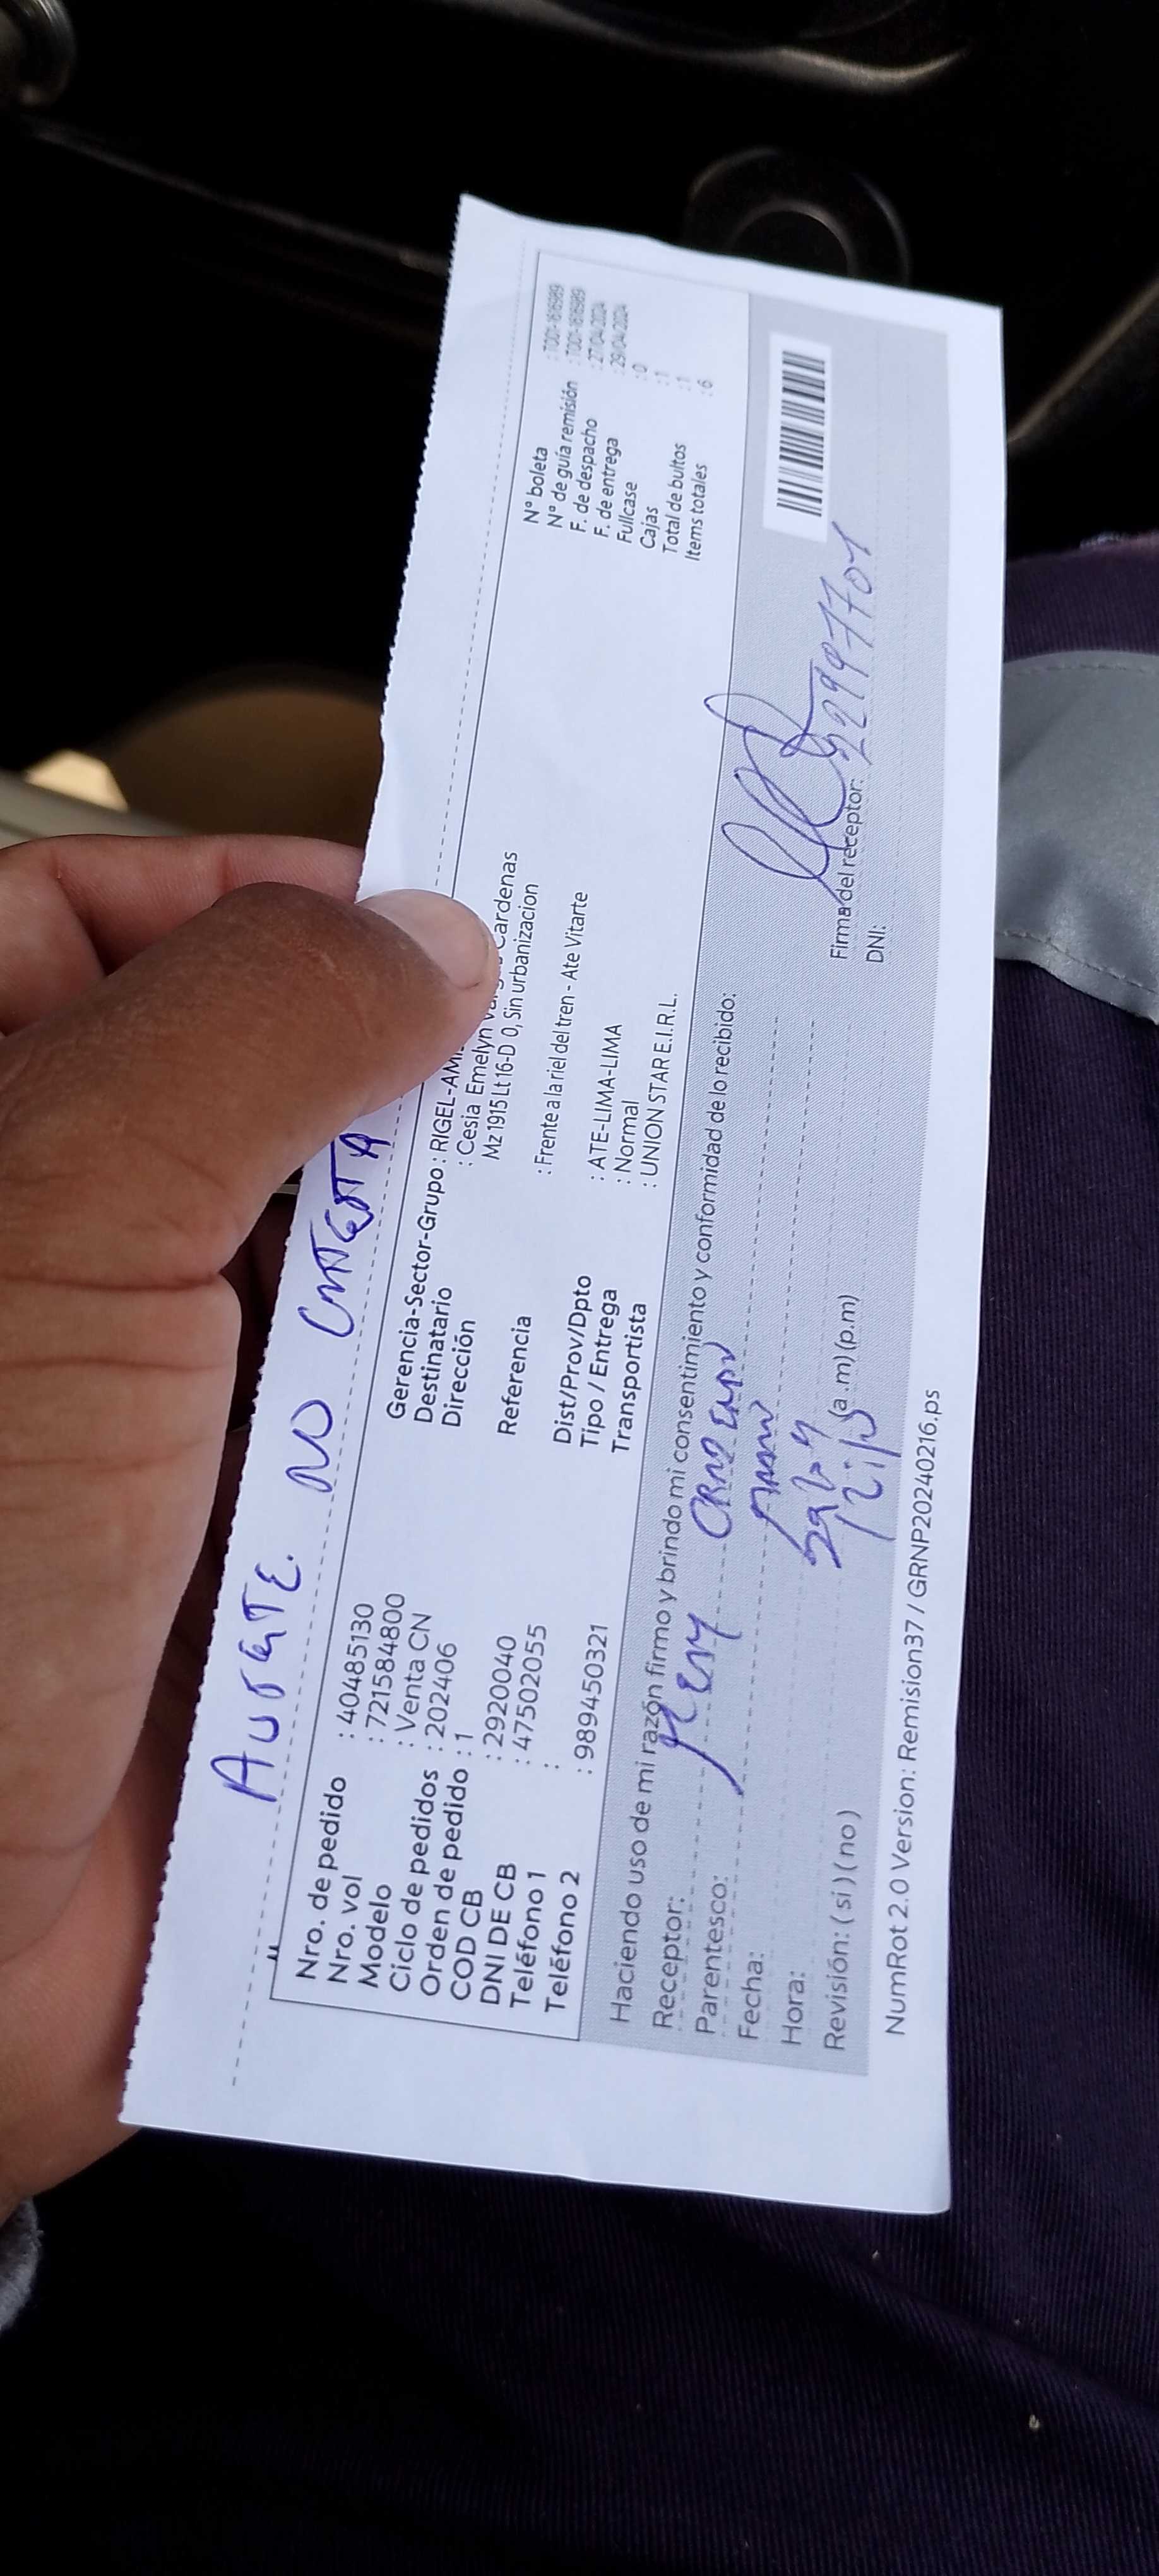 AUSENTE NO CONTESTA
Nro. de pedido : 40485130
Nro. vol : 721584800
Modelo : Venta CN
Ciclo de pedidos : 202406
Orden de pedido : 1
COD CB : 2920040
DNI DE CB : 47502055
Teléfono 1 :
Teléfono 2 : 989450321
Gerencia-Sector-Grupo : RIGEL-AM
Destinatario : Cesia Emelyn Cardenas
Dirección Mz 1915 Lt 16-D 0, Sin urbanizacion
Referencia : Frente a la riel del tren - Ate Vitarte
Dist/Prov/Dpto : ATE-LIMA-LIMA
Tipo / Entrega : Normal
Transportista : UNION STAR E.I.R.L.
N° boleta : T001-1616989
N° de guía remisión : T001-1616989
F. de despacho : 27/04/2024
F. de entrega : 29/04/2024
Fullcase : 0
Cajas : 1
Total de bultos : 1
Items totales : 6
Haciendo uso de mi razón firmo y brindo mi consentimiento y conformidad de lo recibido:
Receptor:
Parentesco:
Fecha:
Hora: (a.m) (p.m)
Revisión: ( si ) ( no )
Firma del receptor:
DNI:
NumRot 2.0 Version: Remision37 / GRNP20240216.ps